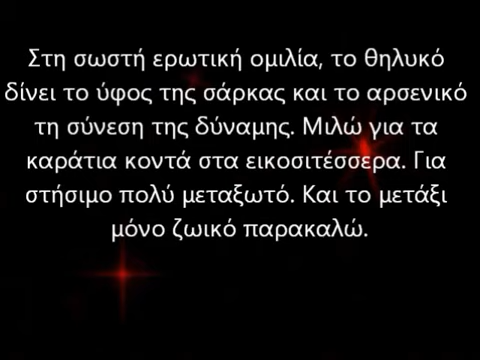 Στη σωστή ερωτική ομιλία, το θηλυκό
δίνει το ύφος της σάρκας και το αρσενικό
τη σύνεση της δύναμης. Μιλώ για τα
καράτια κοντά στα εικοσιτέσσερα. Για
στήσιμο πολύ μεταξωτό. Και το μετάξι
μόνο ζωικό παρακαλώ.